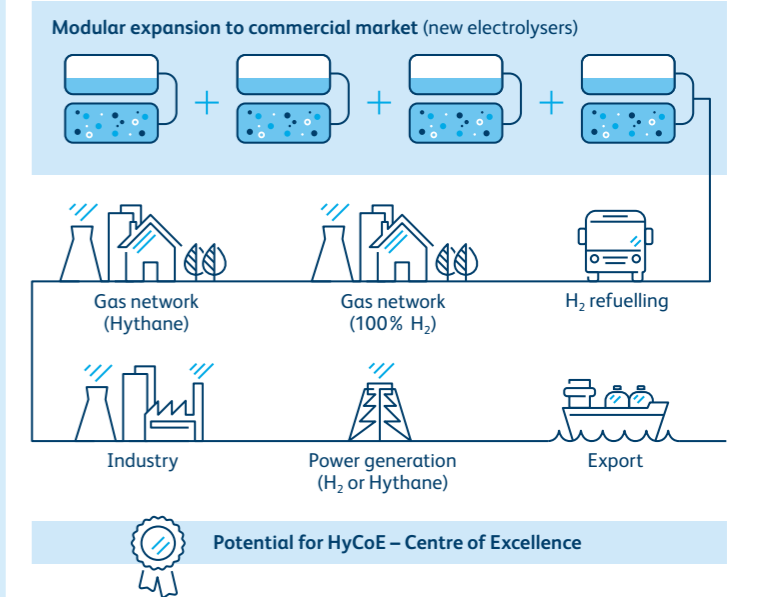 Modular expansion to commercial market (new electrolysers)
Gas network
(Hythane)
Gas network
(100% H₂)
H₂ refuelling
Industry
Power generation
(H₂ or Hythane)
Export
Potential for HyCoE – Centre of Excellence